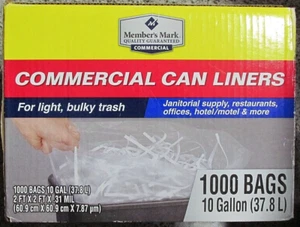 Member's Mark
QUALITY GUARANTEED
COMMERCIAL
COMMERCIAL CAN LINERS
For light, bulky trash
Janitorial supply, restaurants,
offices, hotel/motel & more
1000 BAGS 10 GAL (37.8 L)
2 FT X 2 FT X .31 MIL
(60.9 cm X 60.9 cm X 7.87 μm)
1000 BAGS
10 Gallon (37.8 L)